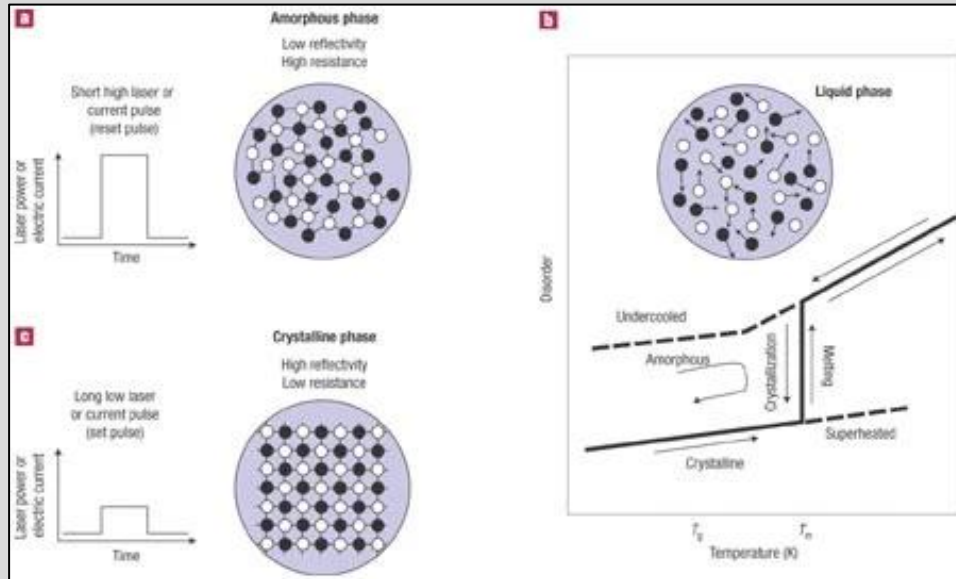 a
Amorphous phase
Low reflectivity
High resistance
Short high laser or
current pulse
(reset pulse)
Laser power or
electric current
Time
b
Liquid phase
Disorder
Undercooled
Amorphous
Crystallization
Melting
Superheated
Crystalline
Tg
Tm
Temperature (K)
c
Crystalline phase
High reflectivity
Low resistance
Long low laser
or current pulse
(set pulse)
Laser power or
electric current
Time